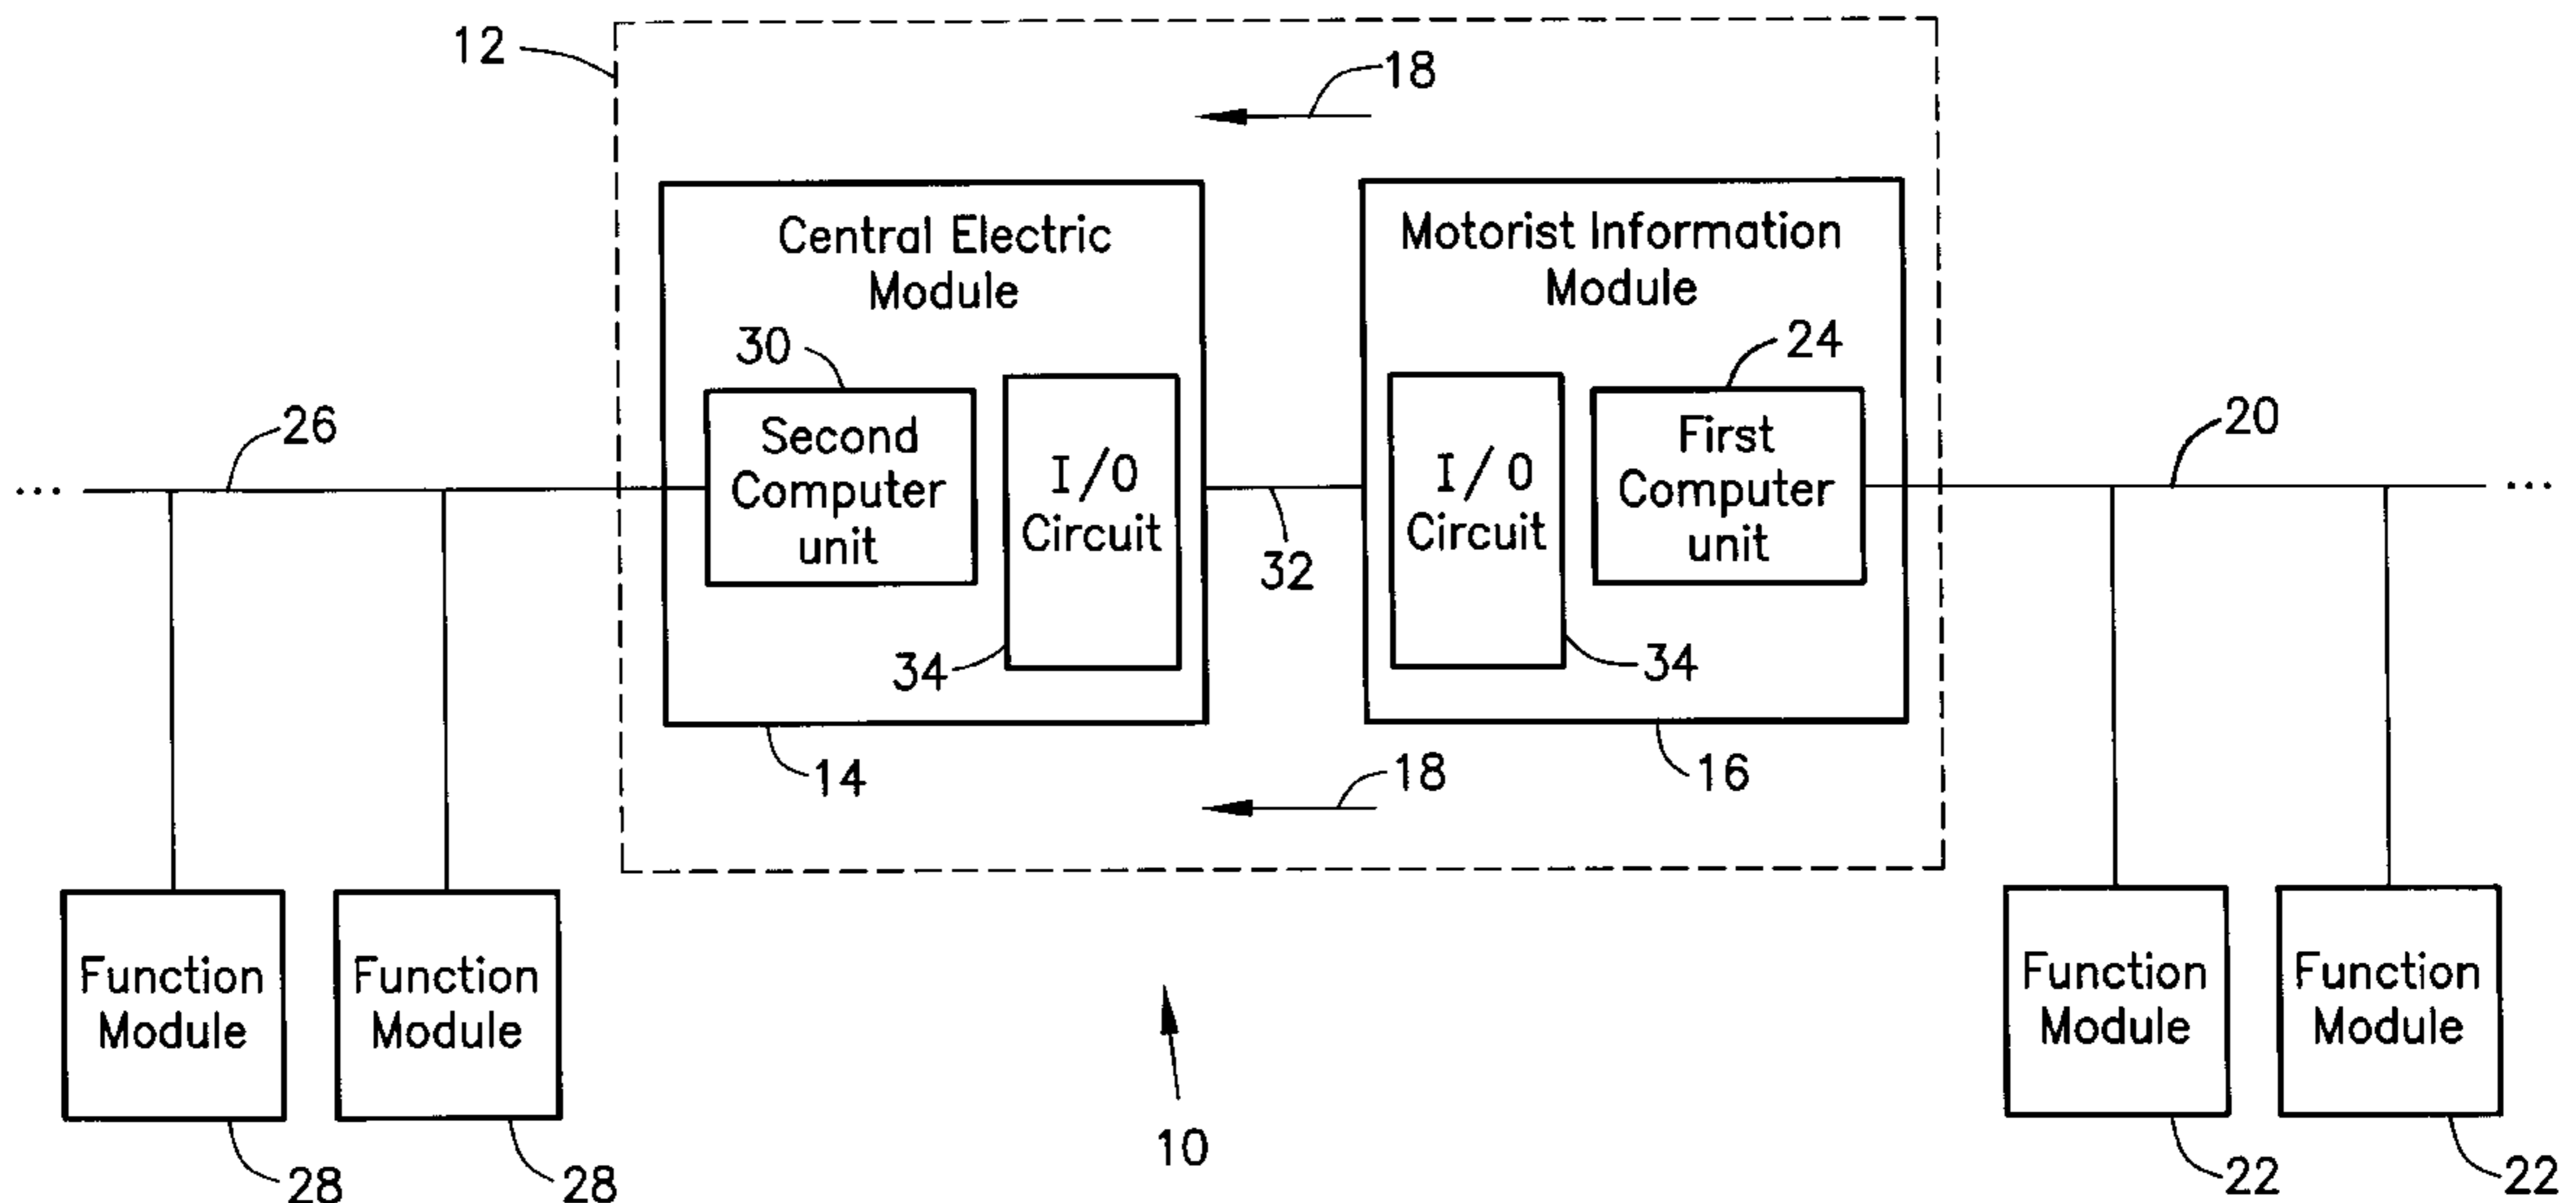 12
18
Central Electric
Module
Motorist Information
Module
30
24
26
20
Second
Computer
unit
I/O
Circuit
I/O
Circuit
First
Computer
unit
...
...
32
34
34
14
18
16
Function
Module
Function
Module
Function
Module
Function
Module
10
28
28
22
22